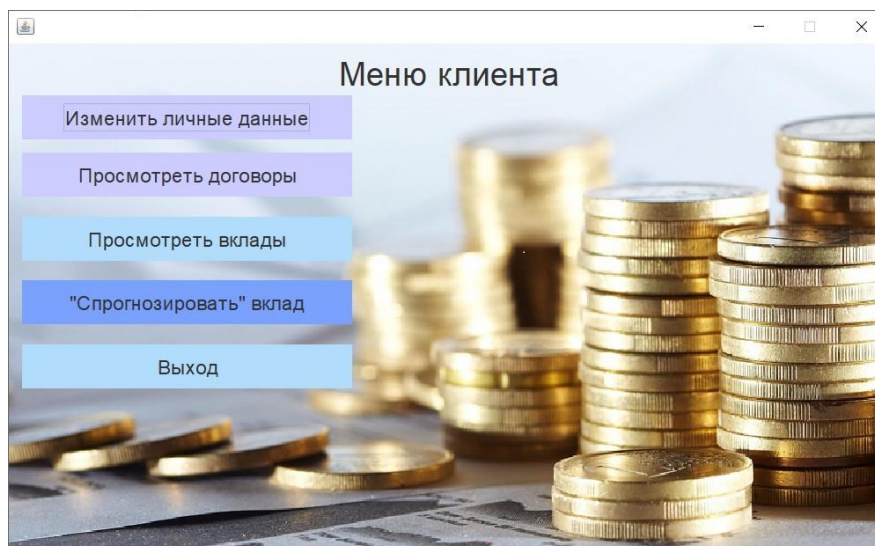 Меню клиента
Изменить личные данные
Просмотреть договоры
Просмотреть вклады
"Спрогнозировать" вклад
Выход